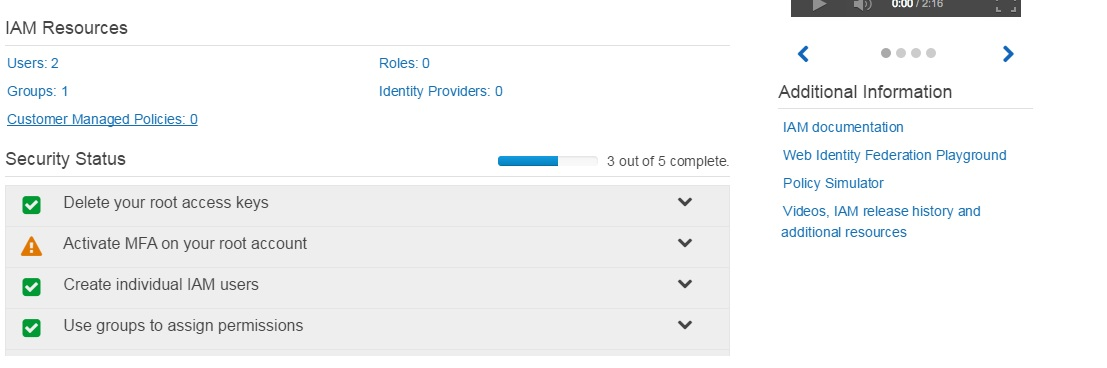 0:00 / 2:16
IAM Resources
Users: 2
Roles: 0
Groups: 1
Identity Providers: 0
Customer Managed Policies: 0
Security Status
3 out of 5 complete.
Delete your root access keys
Activate MFA on your root account
Create individual IAM users
Use groups to assign permissions
Additional Information
IAM documentation
Web Identity Federation Playground
Policy Simulator
Videos, IAM release history and
additional resources